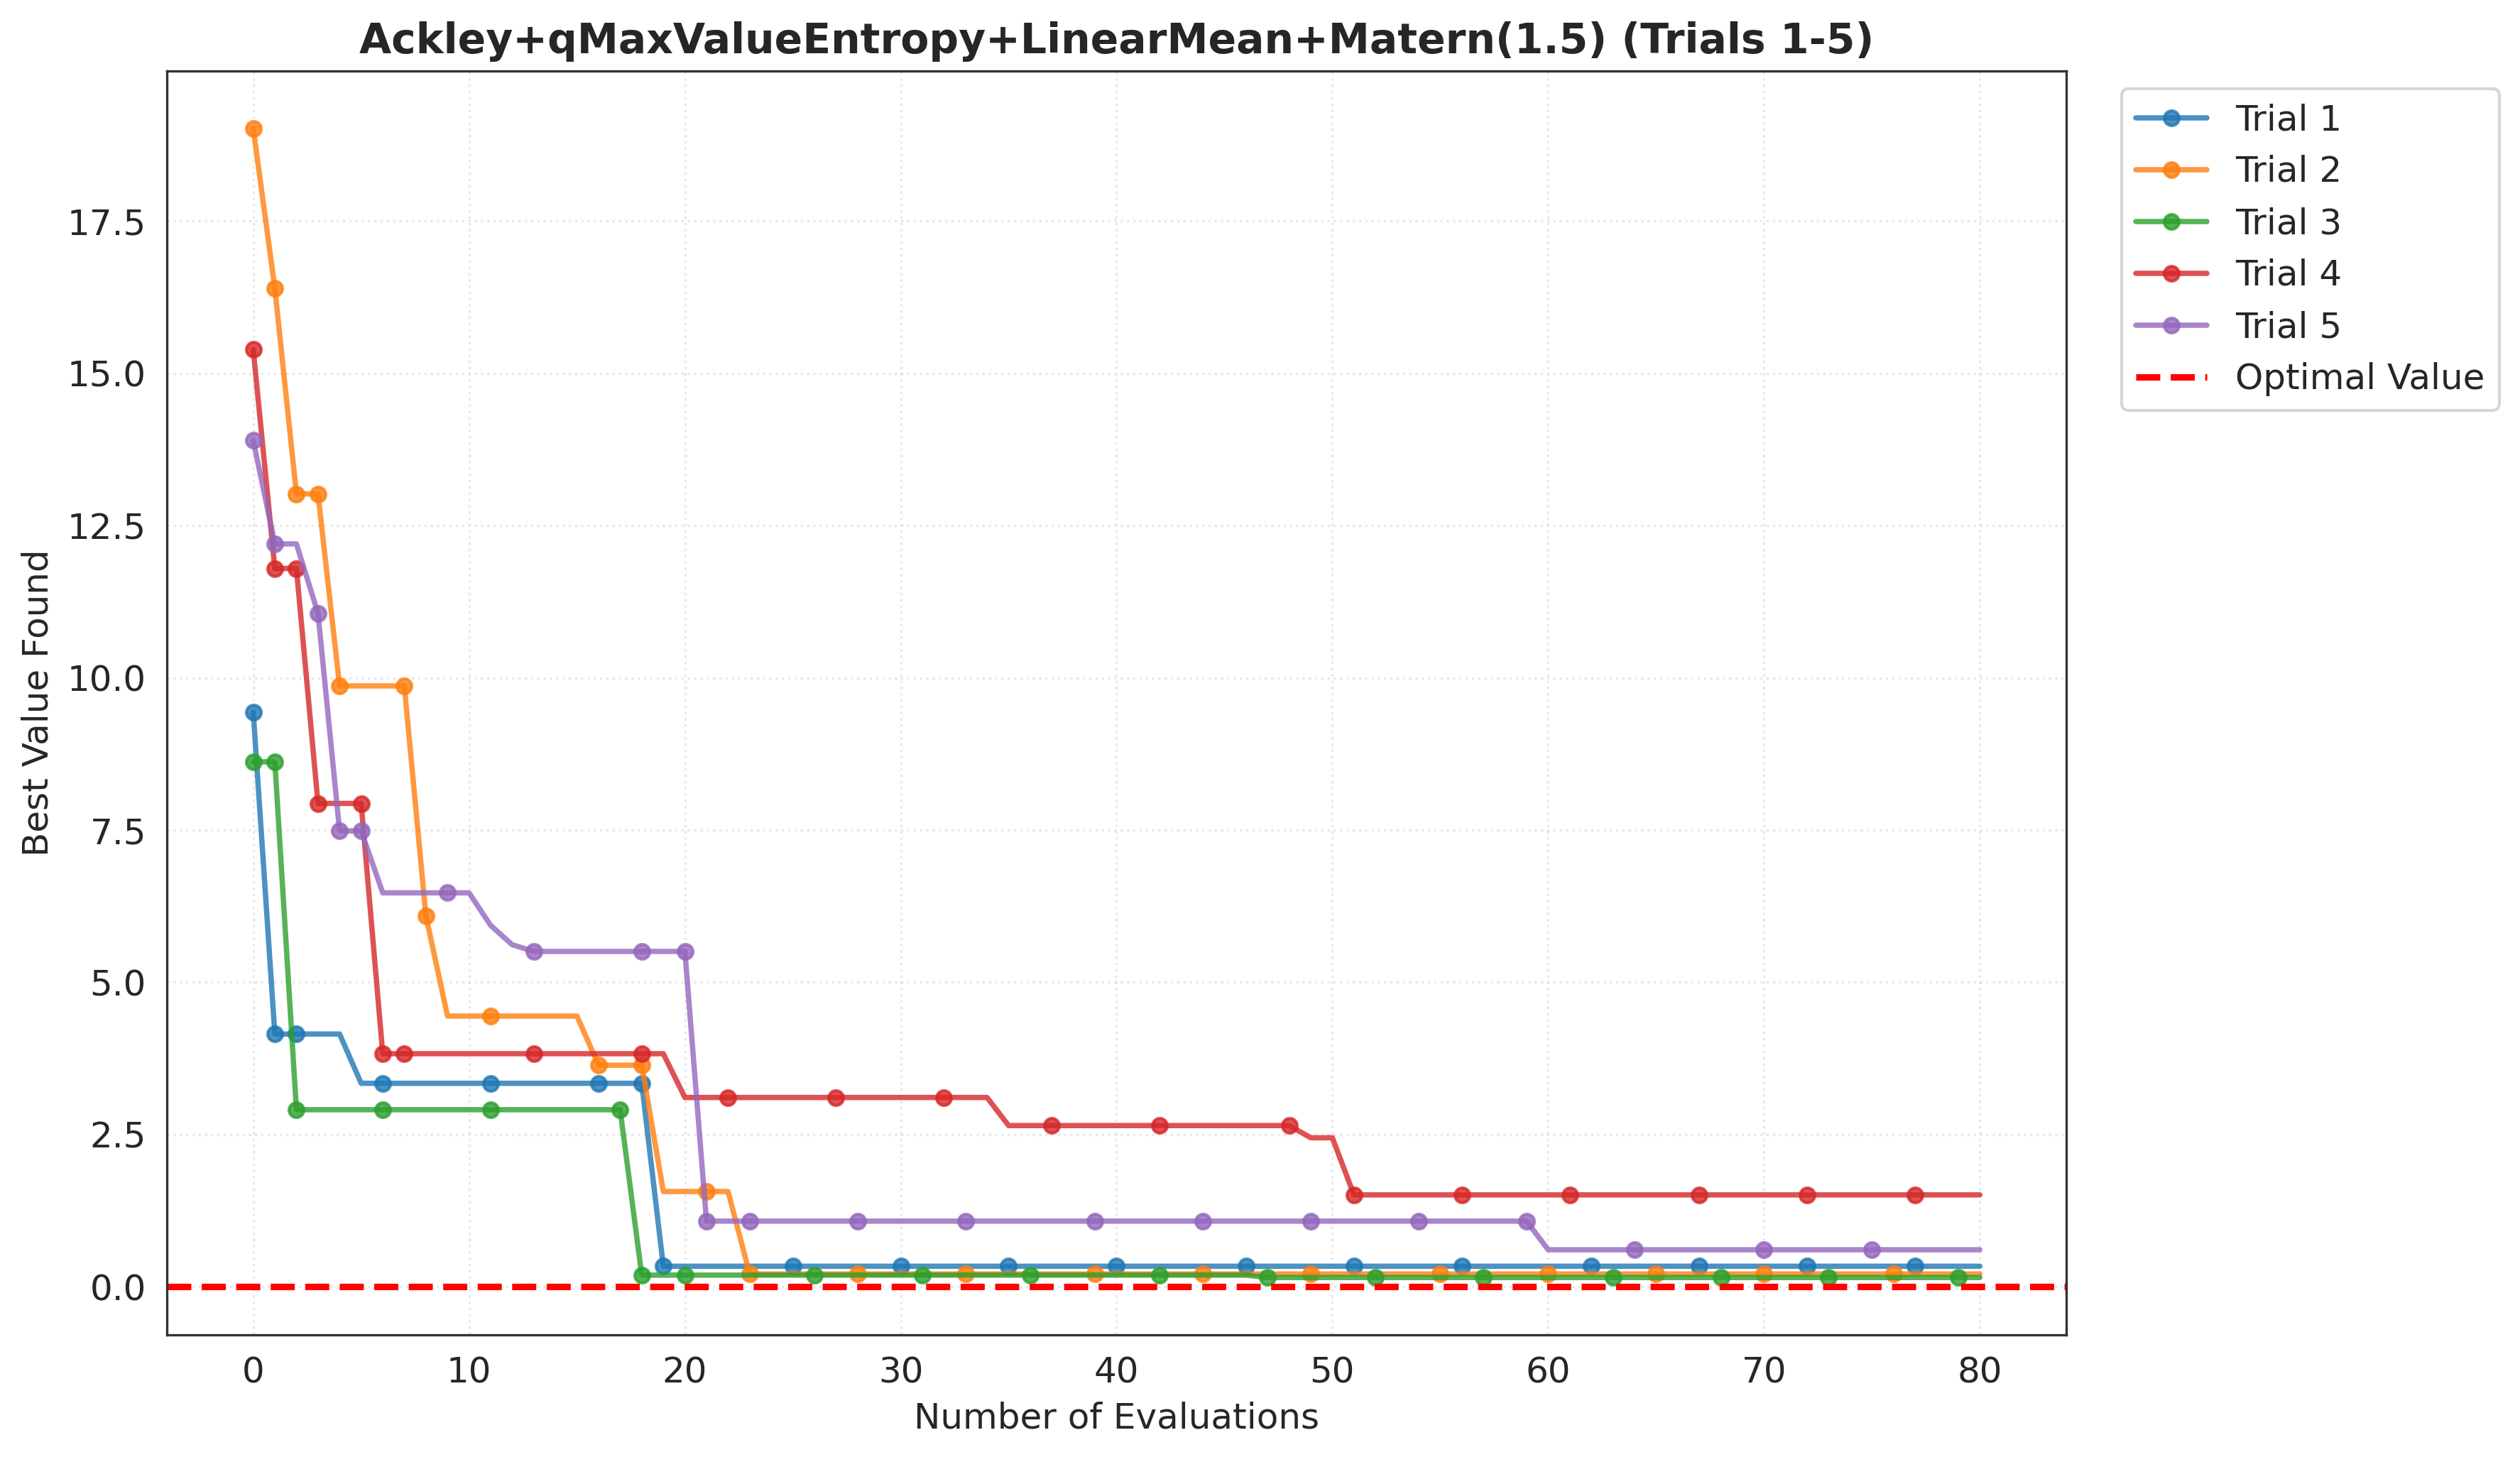 Ackley+qMaxValueEntropy+LinearMean+Matern(1.5) (Trials 1-5)
Trial 1
Trial 2
Trial 3
Trial 4
Trial 5
Optimal Value
Best Value Found
17.5
15.0
12.5
10.0
7.5
5.0
2.5
0.0
0 10 20 30 40 50 60 70 80
Number of Evaluations